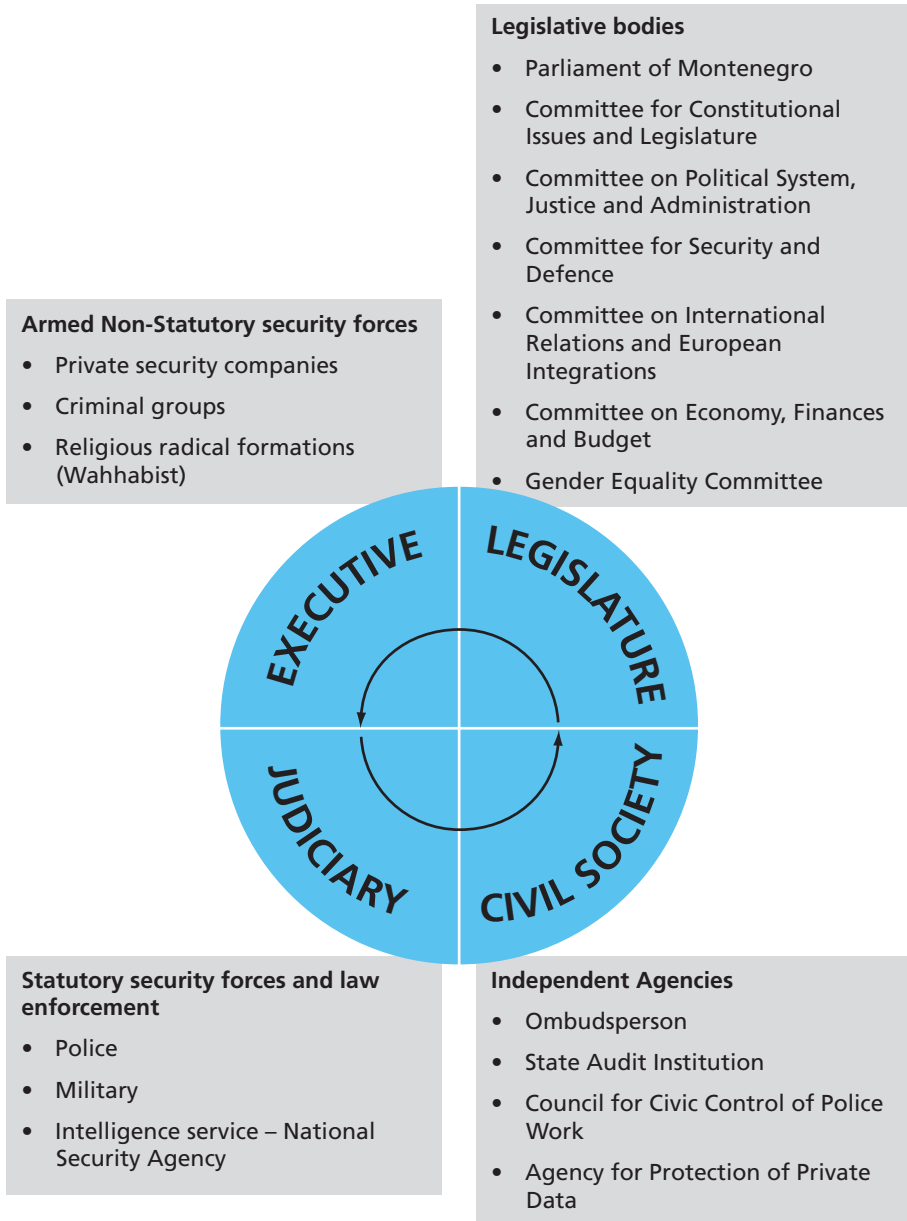 Legislative bodies
• Parliament of Montenegro
• Committee for Constitutional
Issues and Legislature
• Committee on Political System,
Justice and Administration
• Committee for Security and
Defence
• Committee on International
Relations and European
Integrations
• Committee on Economy, Finances
and Budget
• Gender Equality Committee
Armed Non-Statutory security forces
• Private security companies
• Criminal groups
• Religious radical formations
(Wahhabist)
EXECUTIVE
LEGISLATURE
JUDICIARY
CIVIL SOCIETY
Statutory security forces and law
enforcement
• Police
• Military
• Intelligence service – National
Security Agency
Independent Agencies
• Ombudsperson
• State Audit Institution
• Council for Civic Control of Police
Work
• Agency for Protection of Private
Data